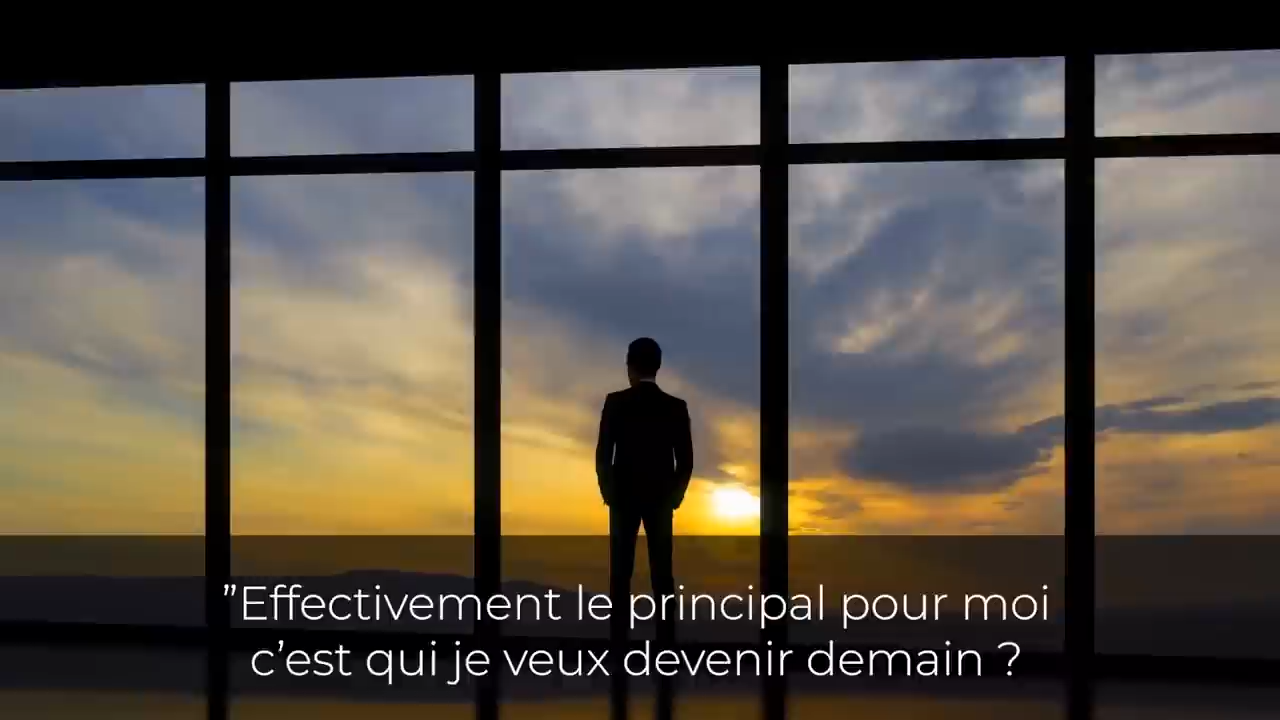 ”Effectivement le principal pour moi
c’est qui je veux devenir demain ?